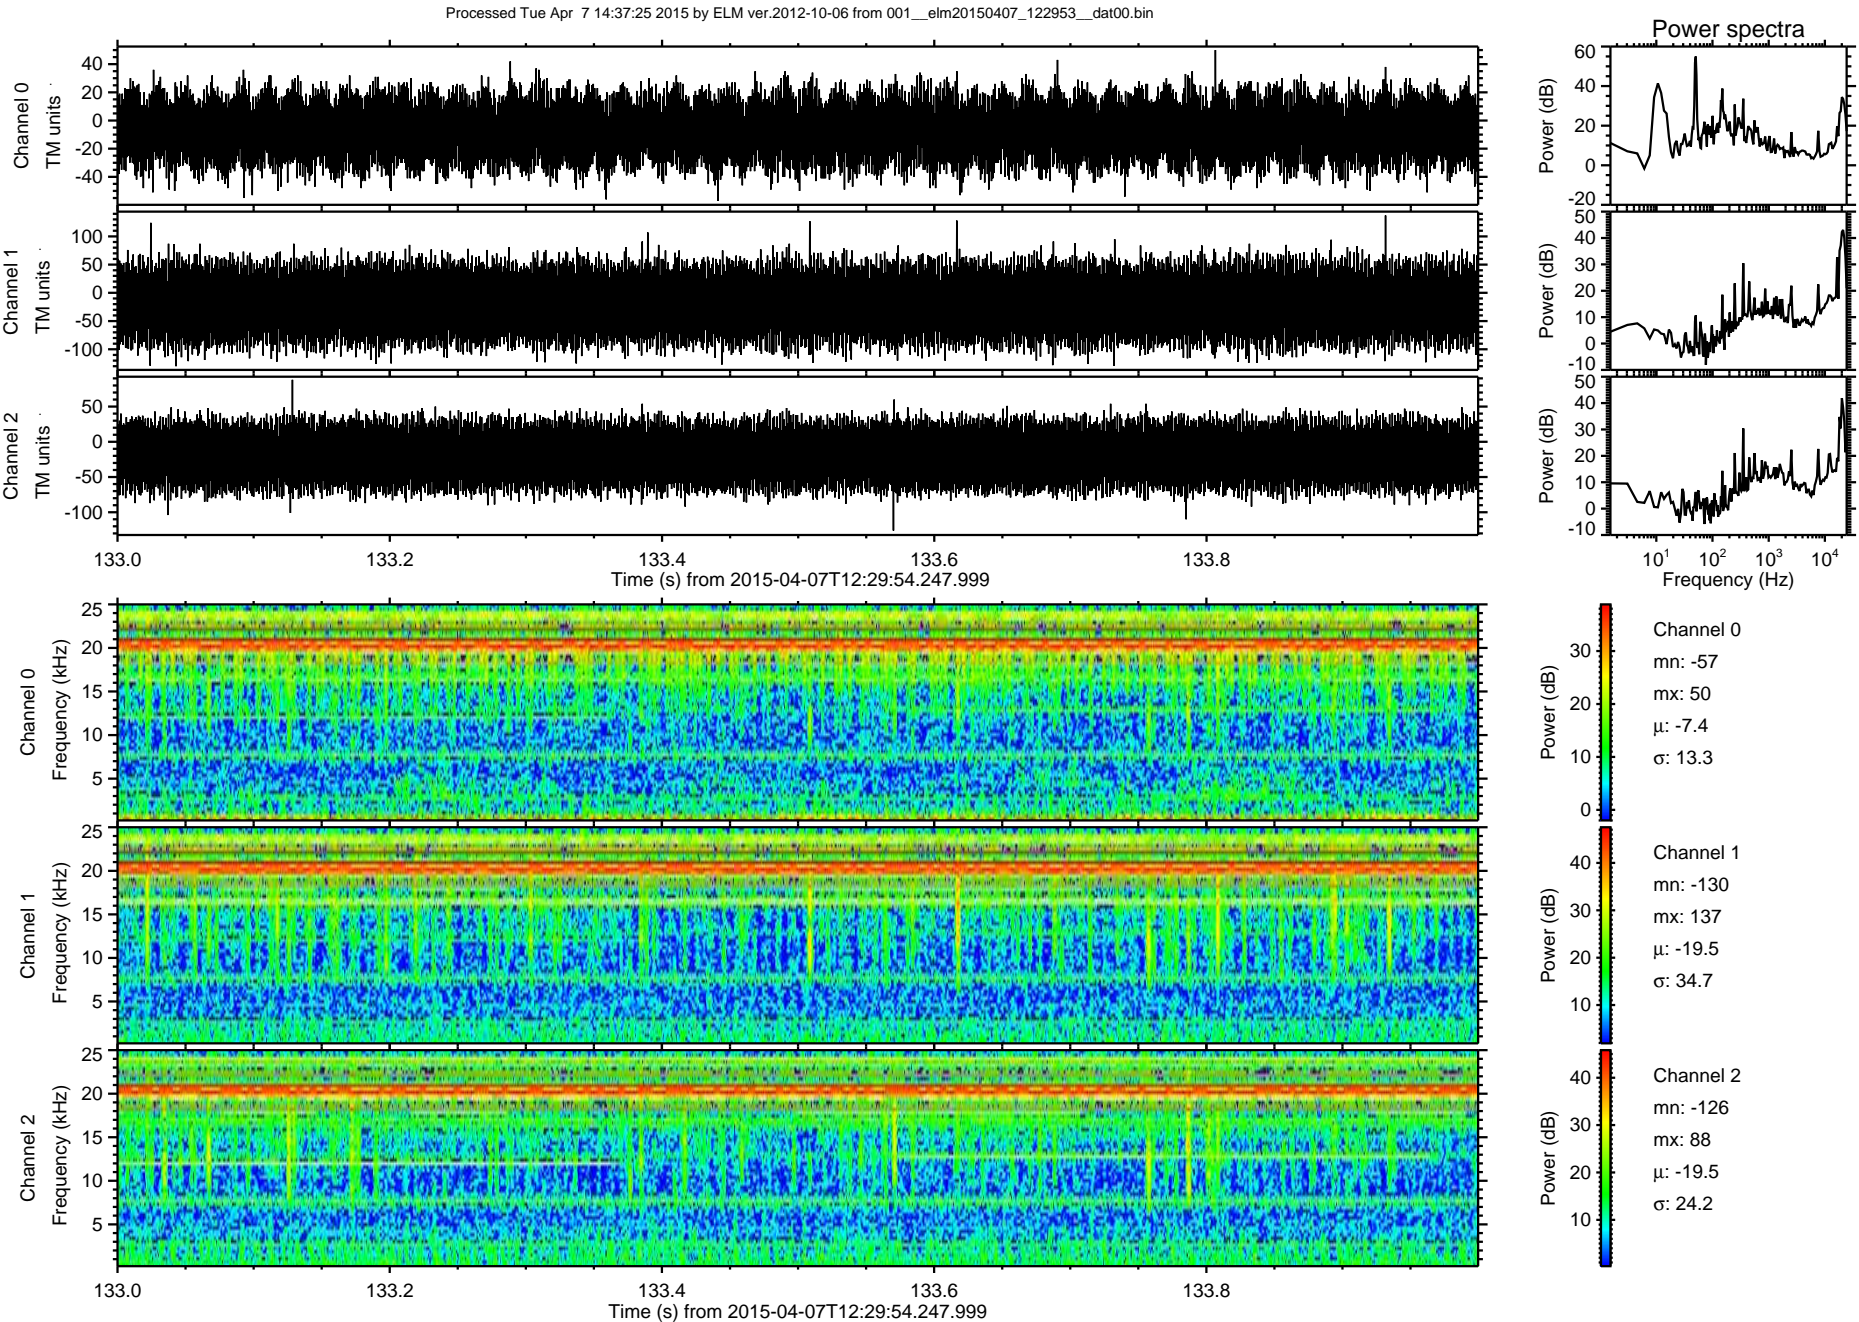 Processed Tue Apr  7 14:37:25 2015 by ELM ver.2012-10-06 from 001__elm20150407_122953__dat00.bin
Power spectra
Channel 0
TM units
40
20
0
-20
-40
Power (dB)
60
40
20
0
-20
Channel 1
TM units
100
50
0
-50
-100
Power (dB)
50
40
30
20
10
0
-10
Channel 2
TM units
50
0
-50
-100
Power (dB)
50
40
30
20
10
0
-10
133.0
133.2
133.4
133.6
133.8
Time (s) from 2015-04-07T12:29:54.247.999
10^1
10^2
10^3
10^4
Frequency (Hz)
Channel 0
Frequency (kHz)
25
20
15
10
5
Power (dB)
30
20
10
0
Channel 0
mn: -57
mx: 50
μ: -7.4
σ: 13.3
Channel 1
Frequency (kHz)
25
20
15
10
5
Power (dB)
40
30
20
10
Channel 1
mn: -130
mx: 137
μ: -19.5
σ: 34.7
Channel 2
Frequency (kHz)
25
20
15
10
5
Power (dB)
40
30
20
10
Channel 2
mn: -126
mx: 88
μ: -19.5
σ: 24.2
133.0
133.2
133.4
133.6
133.8
Time (s) from 2015-04-07T12:29:54.247.999